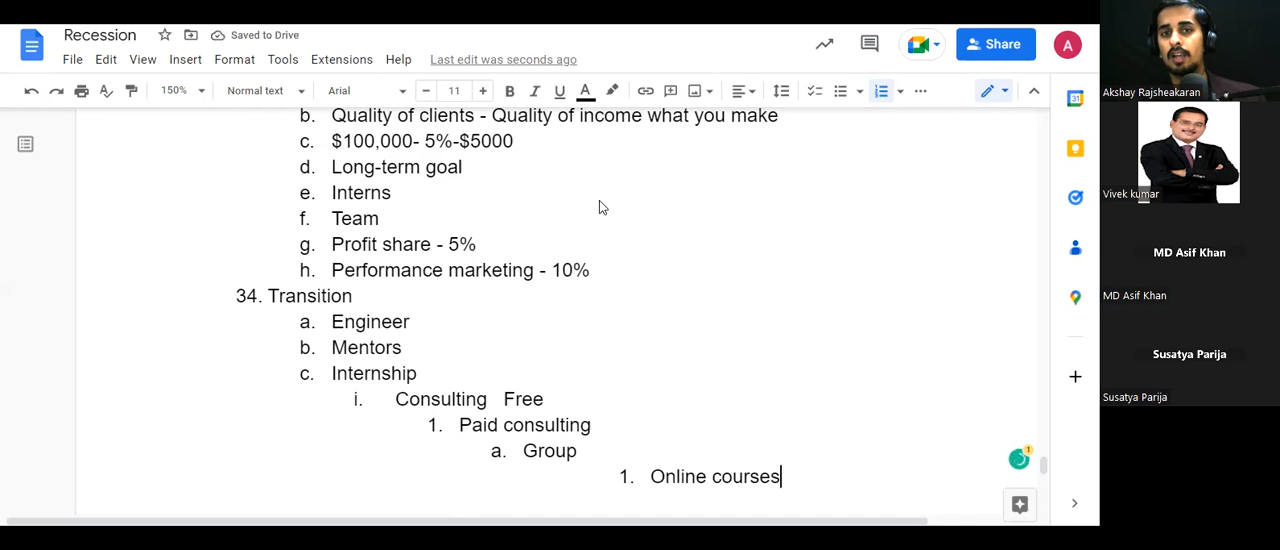 Recession
Saved to Drive
File Edit View Insert Format Tools Extensions Help Last edit was seconds ago
Share
A
150% Normal text Arial 11
b. Quality of clients - Quality of income what you make
c. $100,000- 5%-$5000
d. Long-term goal
e. Interns
f. Team
g. Profit share - 5%
h. Performance marketing - 10%
34. Transition
a. Engineer
b. Mentors
c. Internship
i. Consulting Free
1. Paid consulting
a. Group
1. Online courses
1
31
Akshay Rajsheakaran
Vivek kumar
MD Asif Khan
MD Asif Khan
Susatya Parija
Susatya Parija